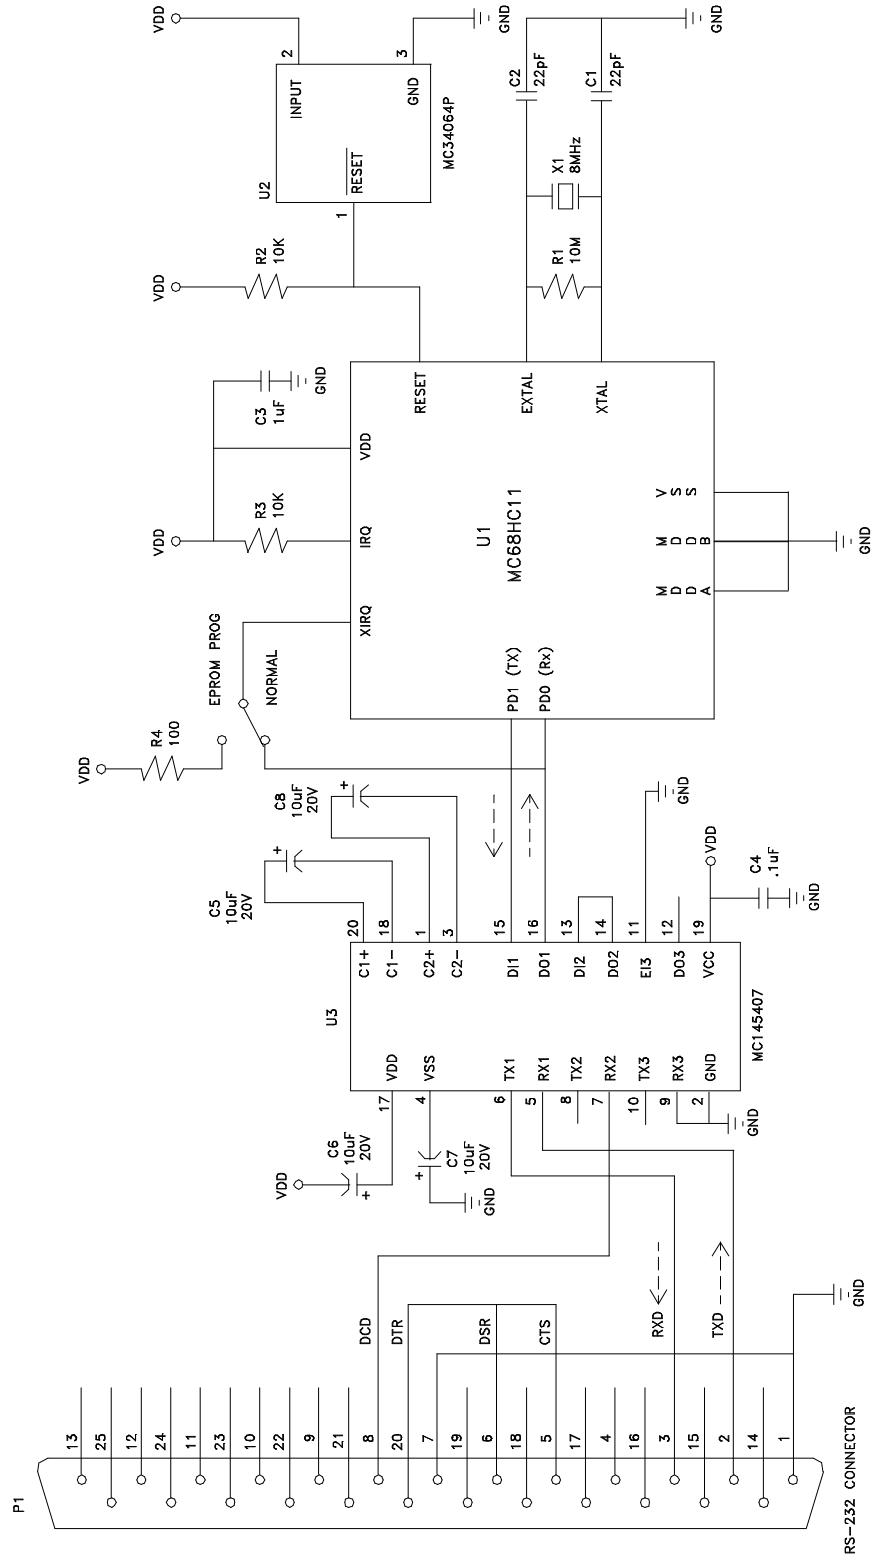 VDD
2
3
GND
GND
INPUT
GND
C2
22pF
C1
22pF
MC34064P
U2
RESET
1
X1
8MHz
VDD
R2
10K
R1
10M
C3
1uF
GND
RESET
EXTAL
XTAL
VDD
VDD
R3
10K
IRQ
U1
MC68HC11
V
S
S
M
D
D
B
M
D
D
A
GND
XIRQ
EPROM PROG
NORMAL
PD1 (TX)
PD0 (Rx)
VDD
R4
100
C8
10uF
20V
+
C5
10uF
20V
+
GND
VDD
C4
.1uF
GND
20
18
1
3
15
16
13
14
11
12
19
C1+
C1-
C2+
C2-
DI1
DO1
DI2
DO2
EI3
DO3
VCC
U3
MC145407
VDD
VSS
TX1
RX1
TX2
RX2
TX3
RX3
GND
17
4
6
5
8
7
10
9
2
GND
VDD
C6
10uF
20V
+
C7
10uF
20V
+
GND
DCD
DTR
DSR
CTS
RXD
TXD
GND
13
25
12
24
11
23
10
22
9
21
8
20
7
19
6
18
5
17
4
16
3
15
2
14
1
P1
RS-232 CONNECTOR